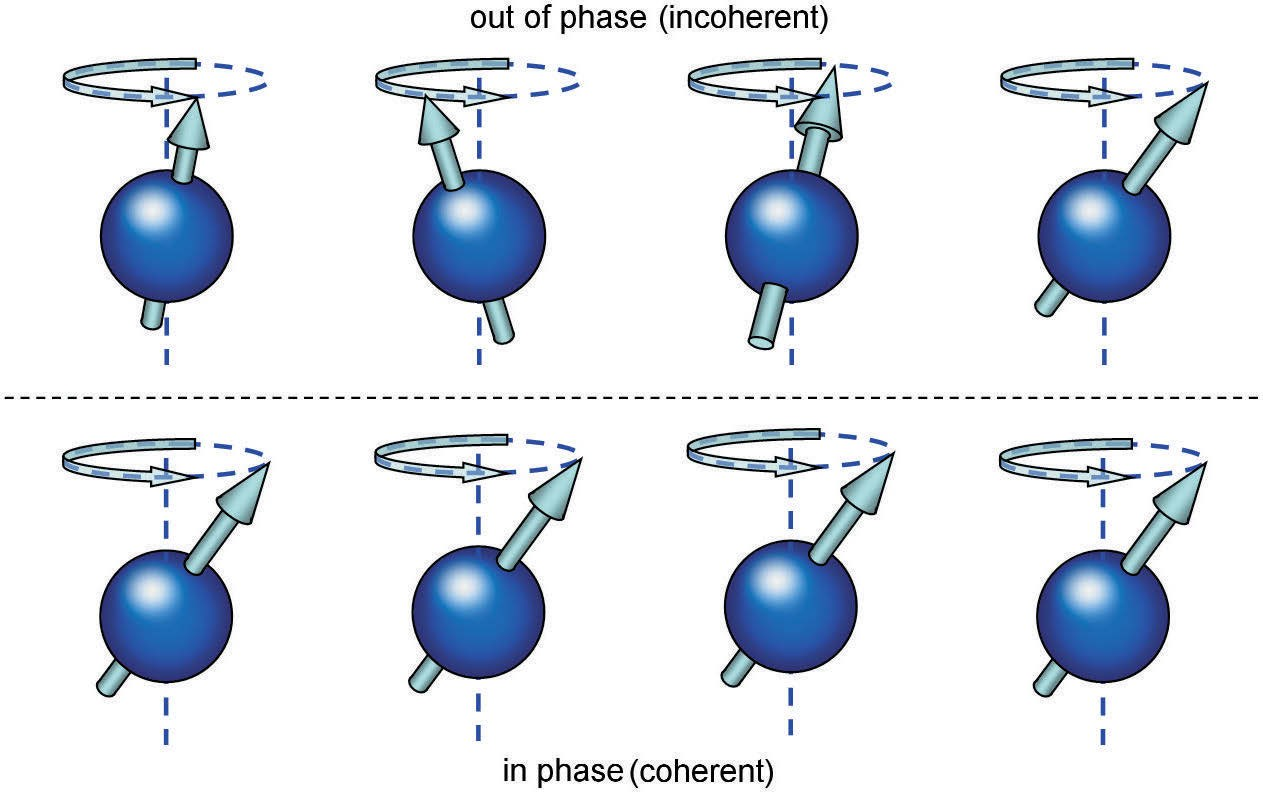 out of phase (incoherent)
in phase (coherent)